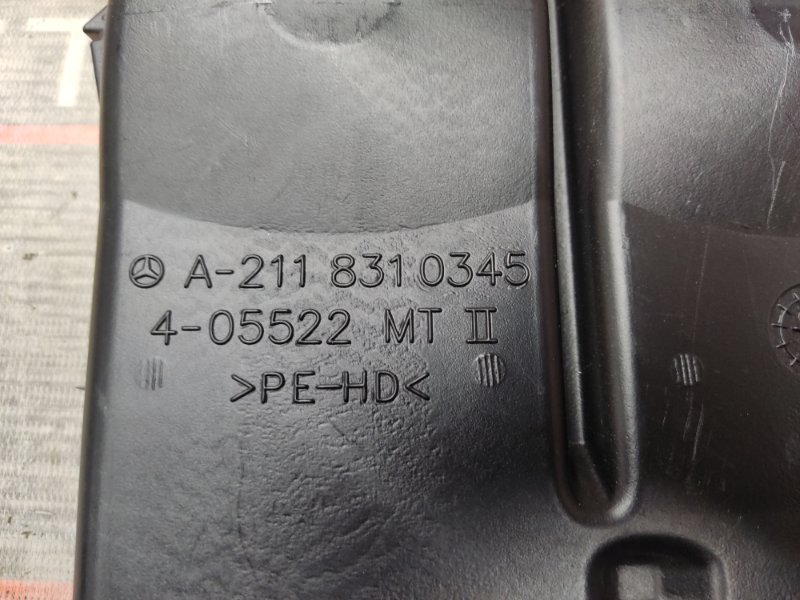 A-211 831 0345
4-05522 MT II
>PE-HD<